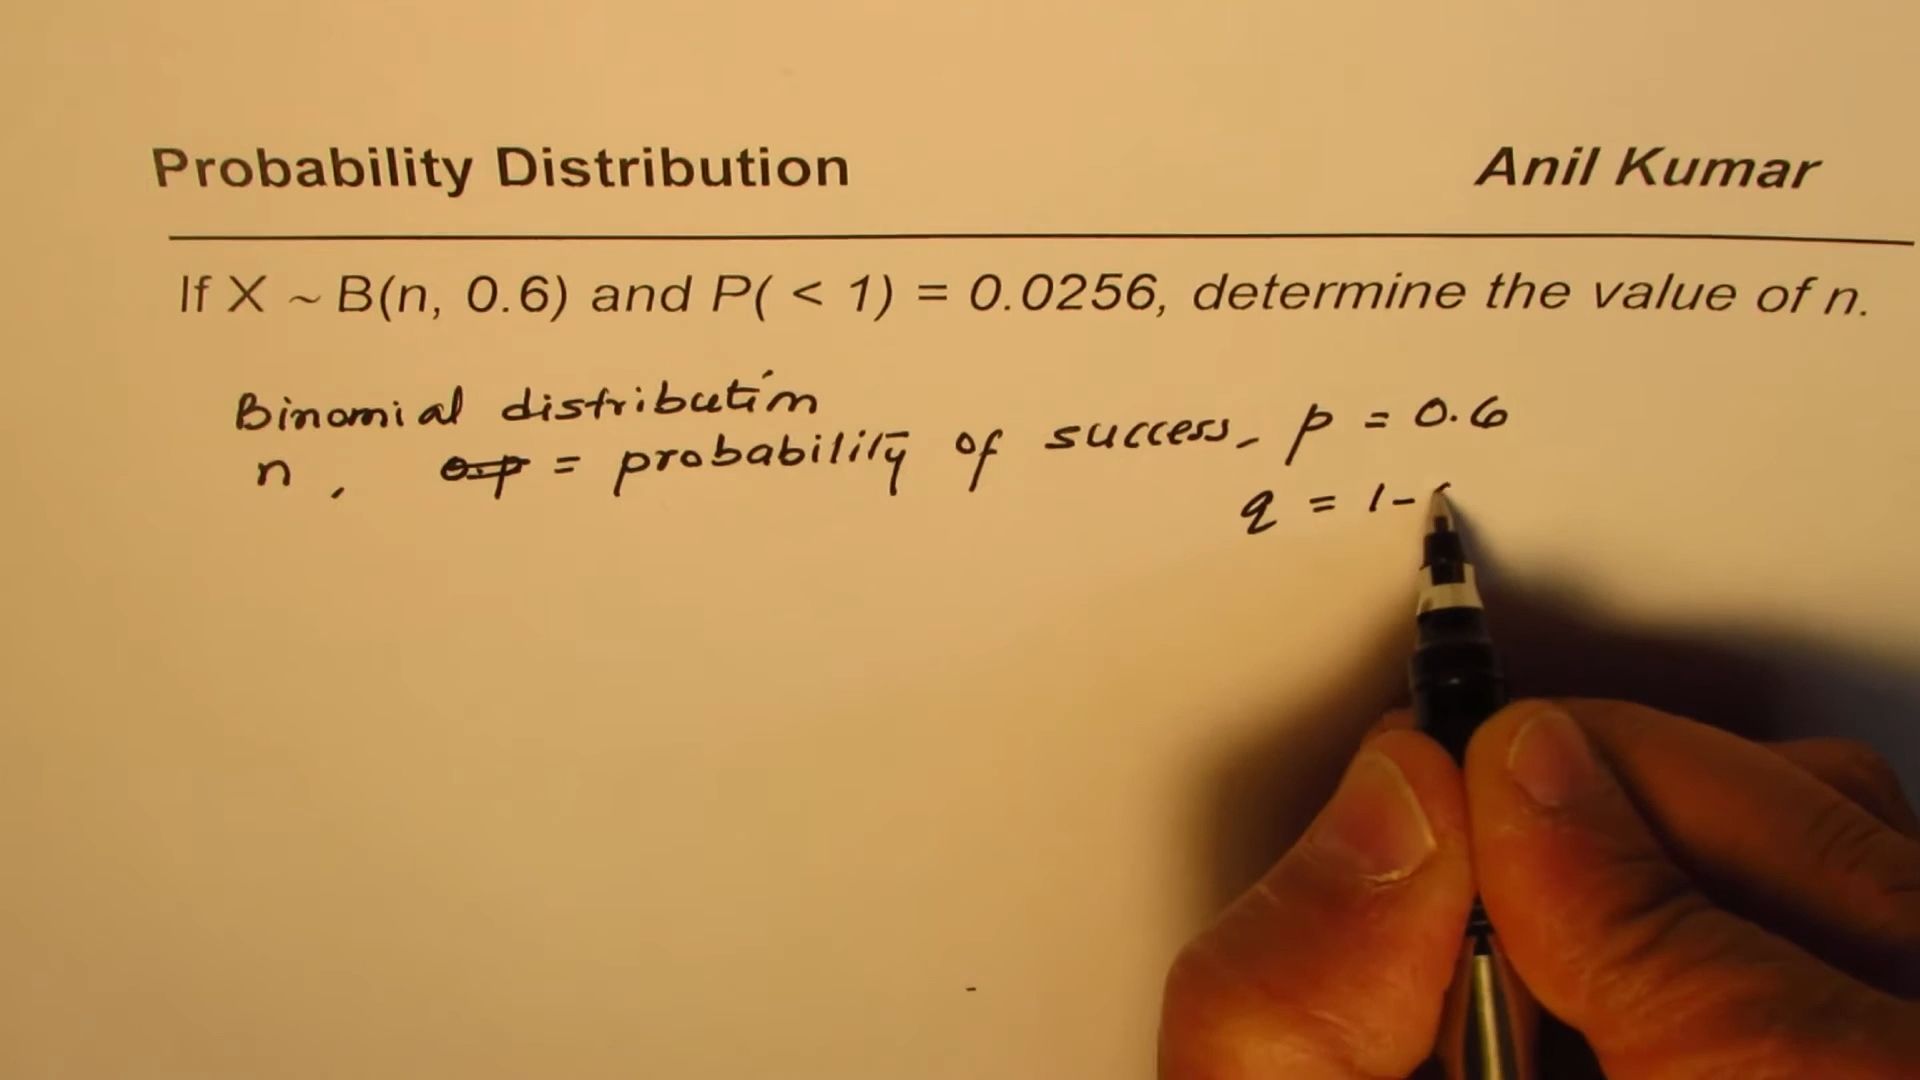 Probability Distribution Anil Kumar
If X ~ B(n, 0.6) and P( < 1) = 0.0256, determine the value of n.
Binomial distribution
n, = probability of success, p = 0.6
q = 1 -